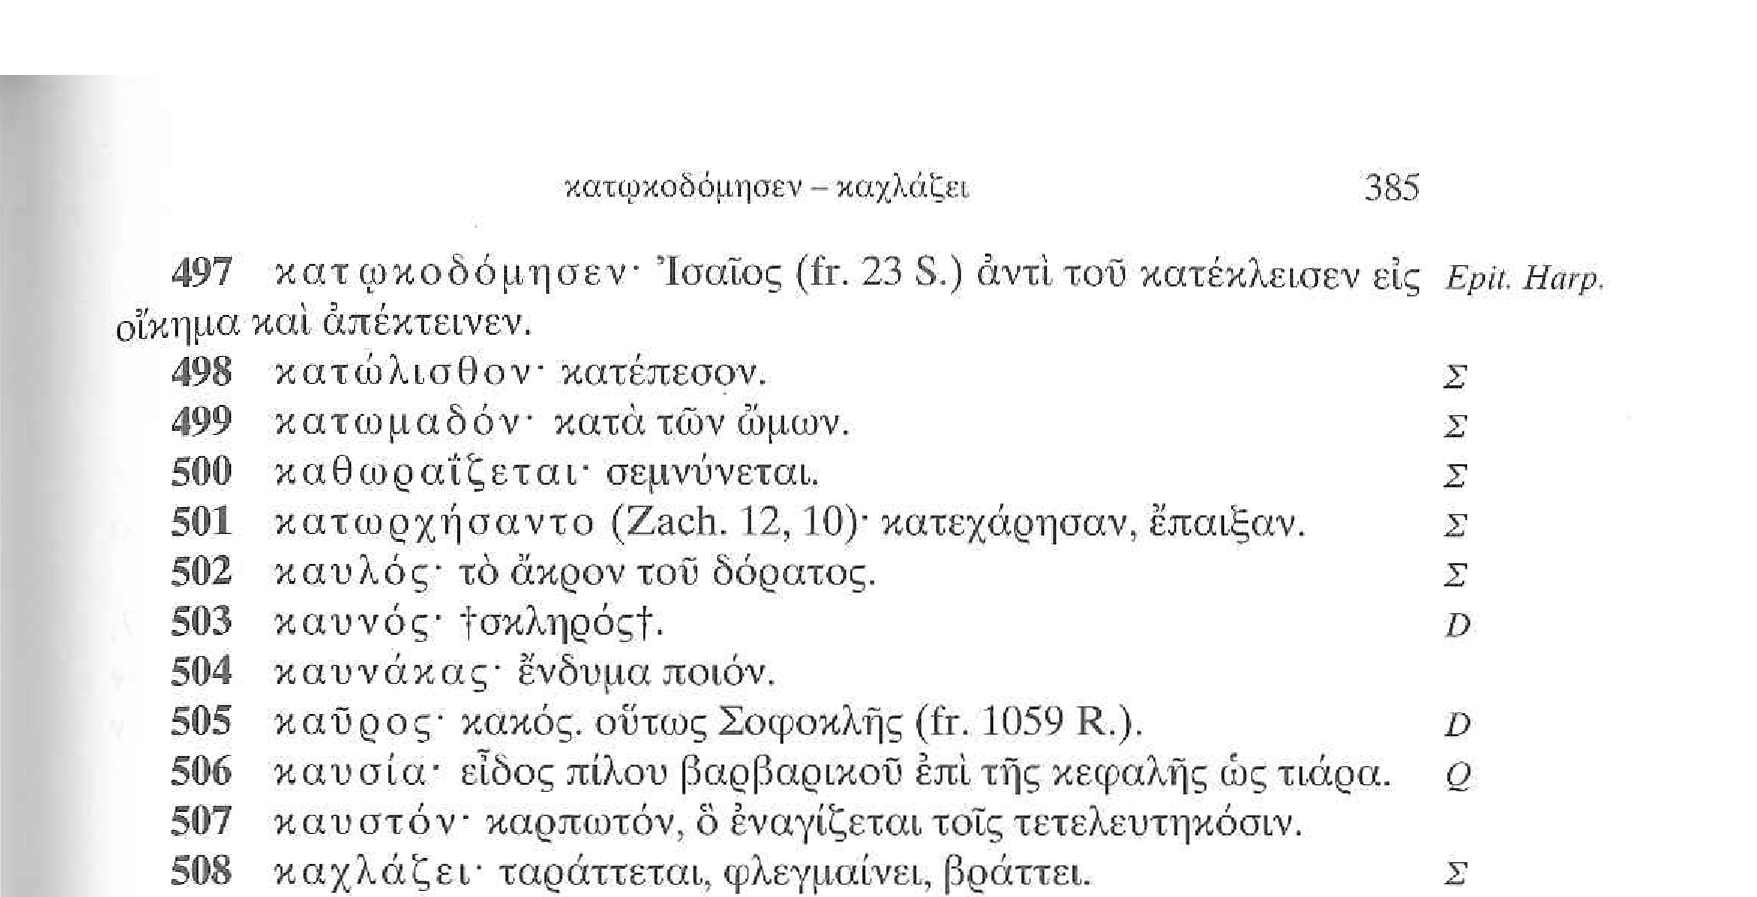 κατῳκοδόμησεν – καχλάζει 385
497 κατῳκοδόμησεν· Ἰσαῖος (fr. 23 S.) ἀντὶ τοῦ κατέκλεισεν εἰς Epit. Harp.
οἴκημα καὶ ἀπέκτεινεν.
498 κατώλισθον· κατέπεσον. Σ
499 κατωμαδόν· κατὰ τῶν ὤμων. Σ
500 καθωραΐζεται· σεμνύνεται. Σ
501 κατωρχήσαντο (Zach. 12, 10)· κατεχάρησαν, ἔπαιξαν. Σ
502 καυλός· τὸ ἄκρον τοῦ δόρατος. Σ
503 καυνός· †σκληρός†. D
504 καυνάκας· ἔνδυμα ποιόν.
505 καῦρος· κακός. οὕτως Σοφοκλῆς (fr. 1059 R.). D
506 καυσία· εἶδος πίλου βαρβαρικοῦ ἐπὶ τῆς κεφαλῆς ὡς τιάρα. Q
507 καυστόν· καρπωτόν, ὃ ἐναγίζεται τοῖς τετελευτηκόσιν.
508 καχλάζει· ταράττεται, φλεγμαίνει, βράττει. Σ